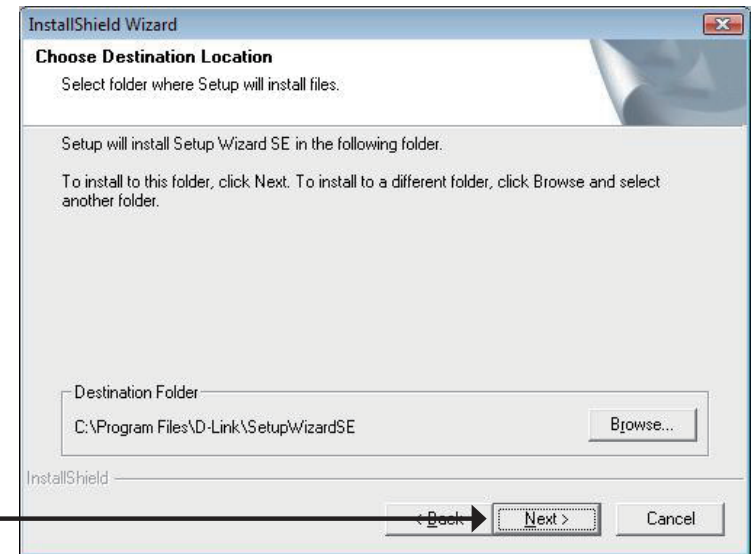 InstallShield Wizard
Choose Destination Location
Select folder where Setup will install files.
Setup will install Setup Wizard SE in the following folder.
To install to this folder, click Next. To install to a different folder, click Browse and select
another folder.
Destination Folder
C:\Program Files\D-Link\SetupWizardSE
Browse...
InstallShield
< Back
Next >
Cancel